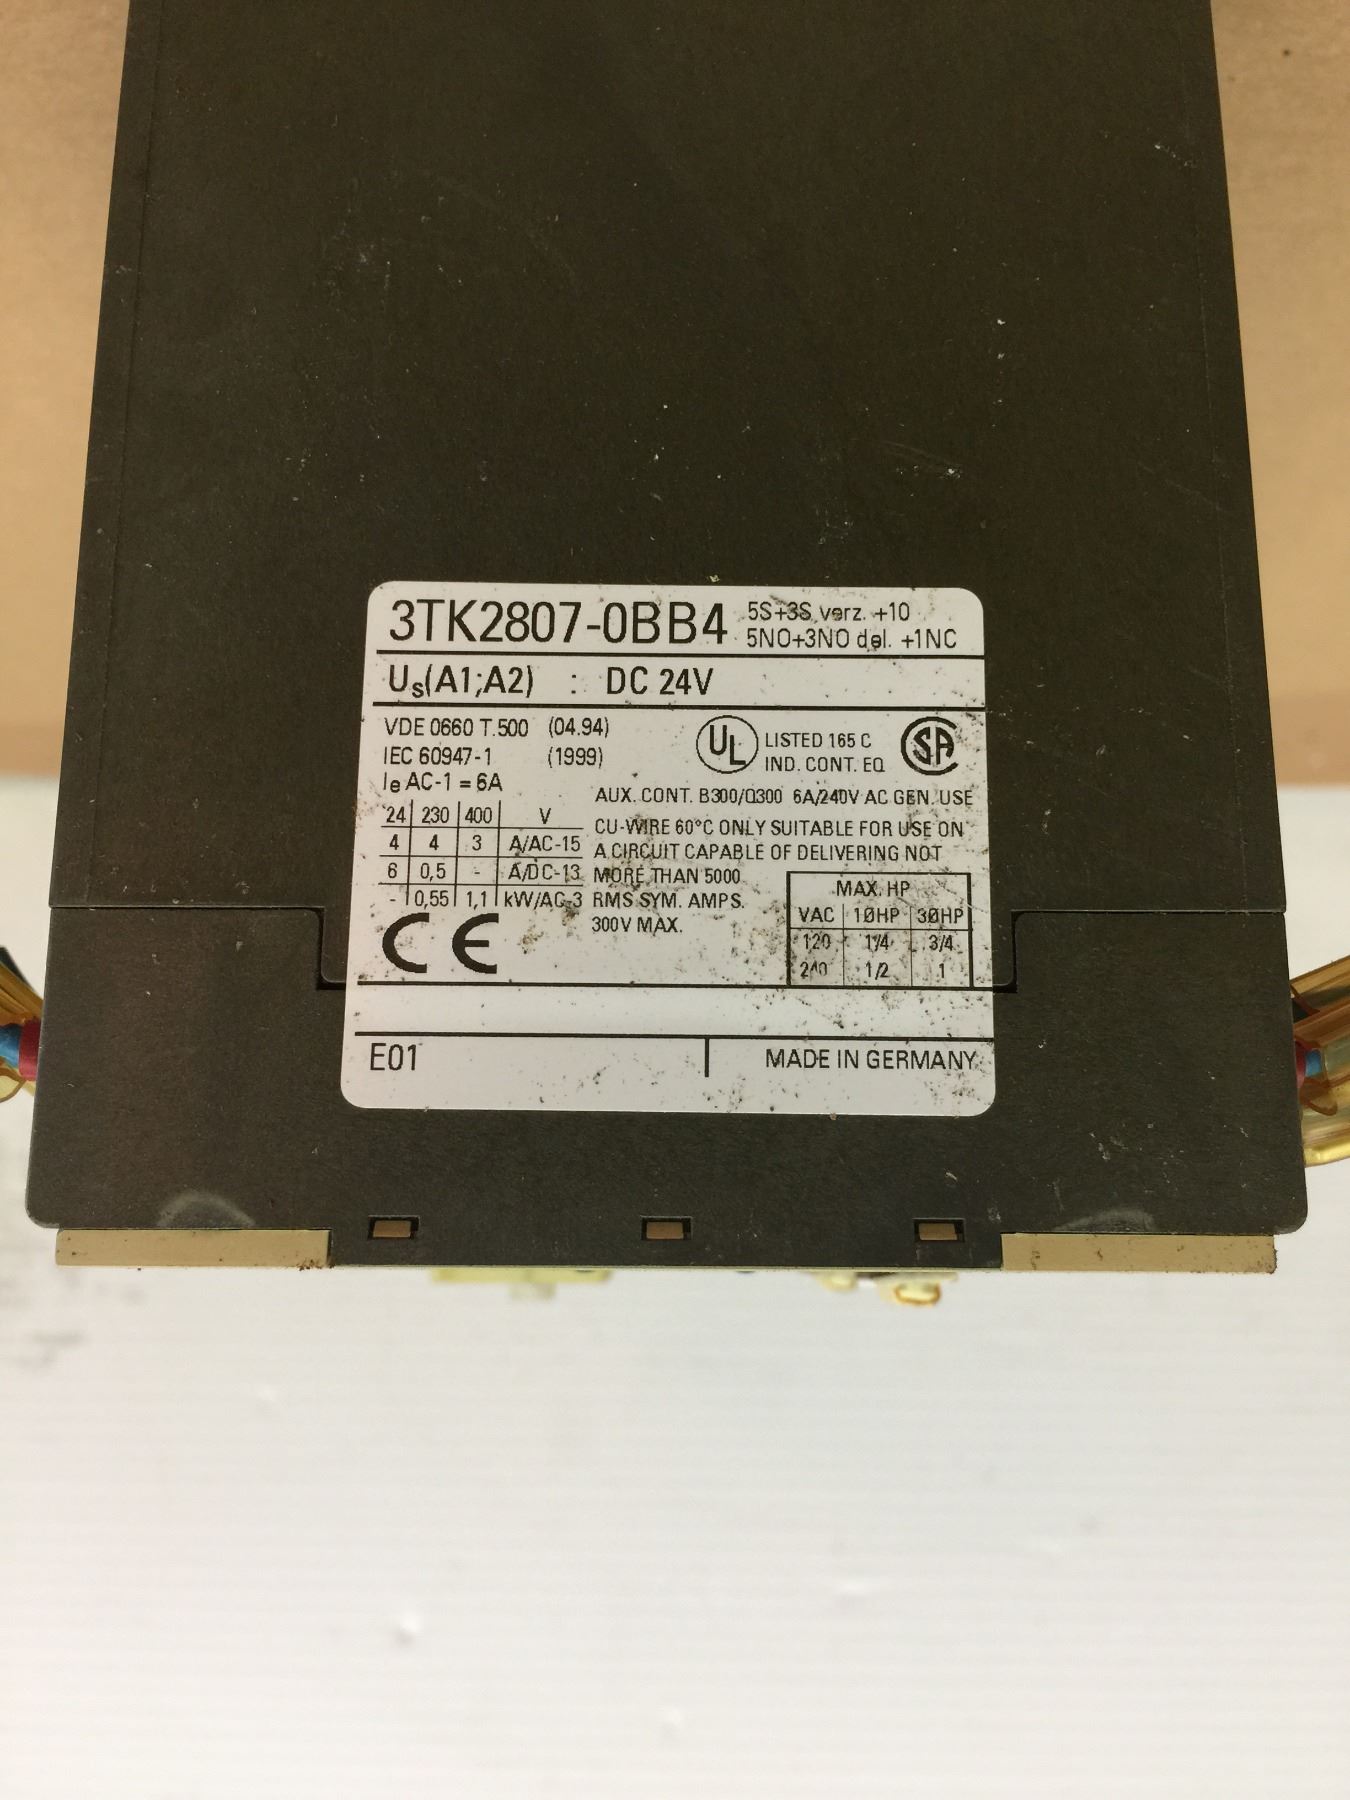 3TK2807-0BB4
5S+3S verz. +1Ö
5NO+3NO del. +1NC
Us(A1;A2) : DC 24V
VDE 0660 T.500 (04.94)
IEC 60947-1 (1999)
Ie AC-1 = 6A
24 230 400 V
4 4 3 A/AC-15
6 0,5 - A/DC-13
- 0,55 1,1 kW/AC-3
CE
UL LISTED 165 C
IND. CONT. EQ
SA
AUX. CONT. B300/Q300 6A/240V AC GEN. USE
CU-WIRE 60°C ONLY SUITABLE FOR USE ON
A CIRCUIT CAPABLE OF DELIVERING NOT
MORE THAN 5000
RMS SYM. AMPS.
300V MAX.
MAX. HP
VAC 1ØHP 3ØHP
120 1/4 3/4
240 1/2 1
E01
MADE IN GERMANY